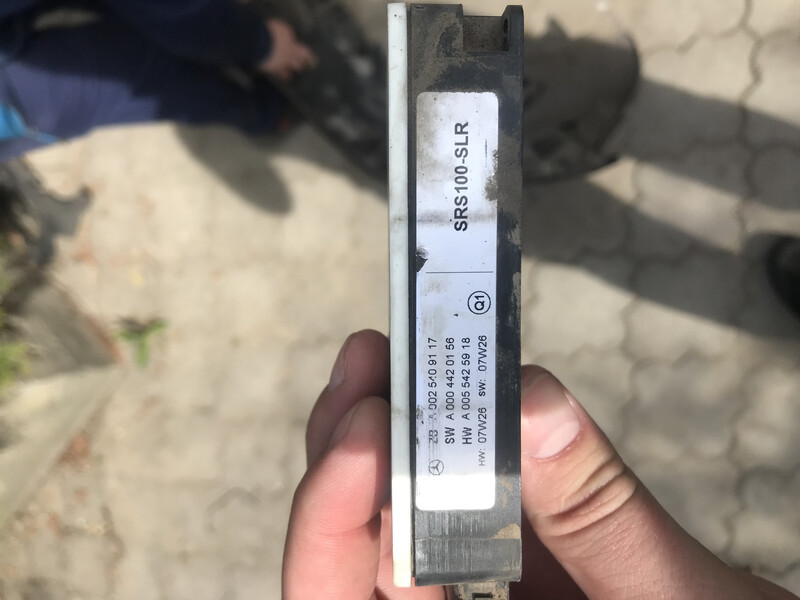 SRS100-SLR
Q1
ZB A 002 540 91 17
SW A 000 442 01 56
HW A 005 542 59 18
HW: 07W26 SW: 07W26